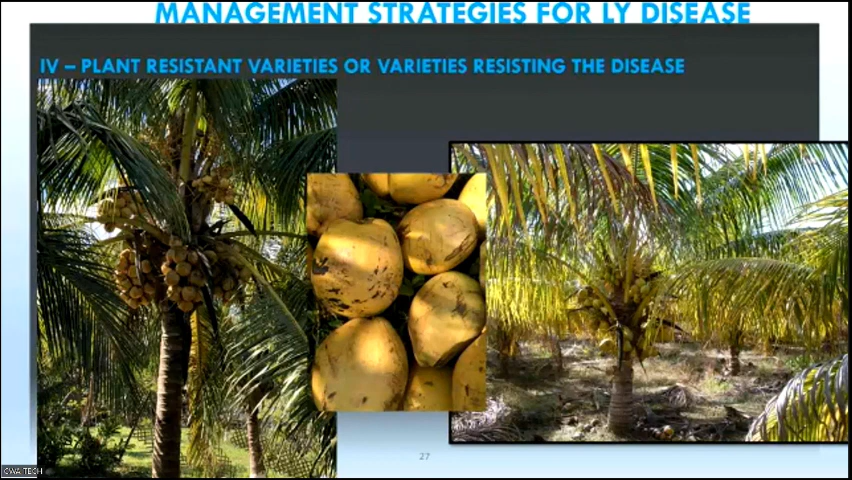 MANAGEMENT STRATEGIES FOR LY DISEASE
IV – PLANT RESISTANT VARIETIES OR VARIETIES RESISTING THE DISEASE
27
CWA TECH